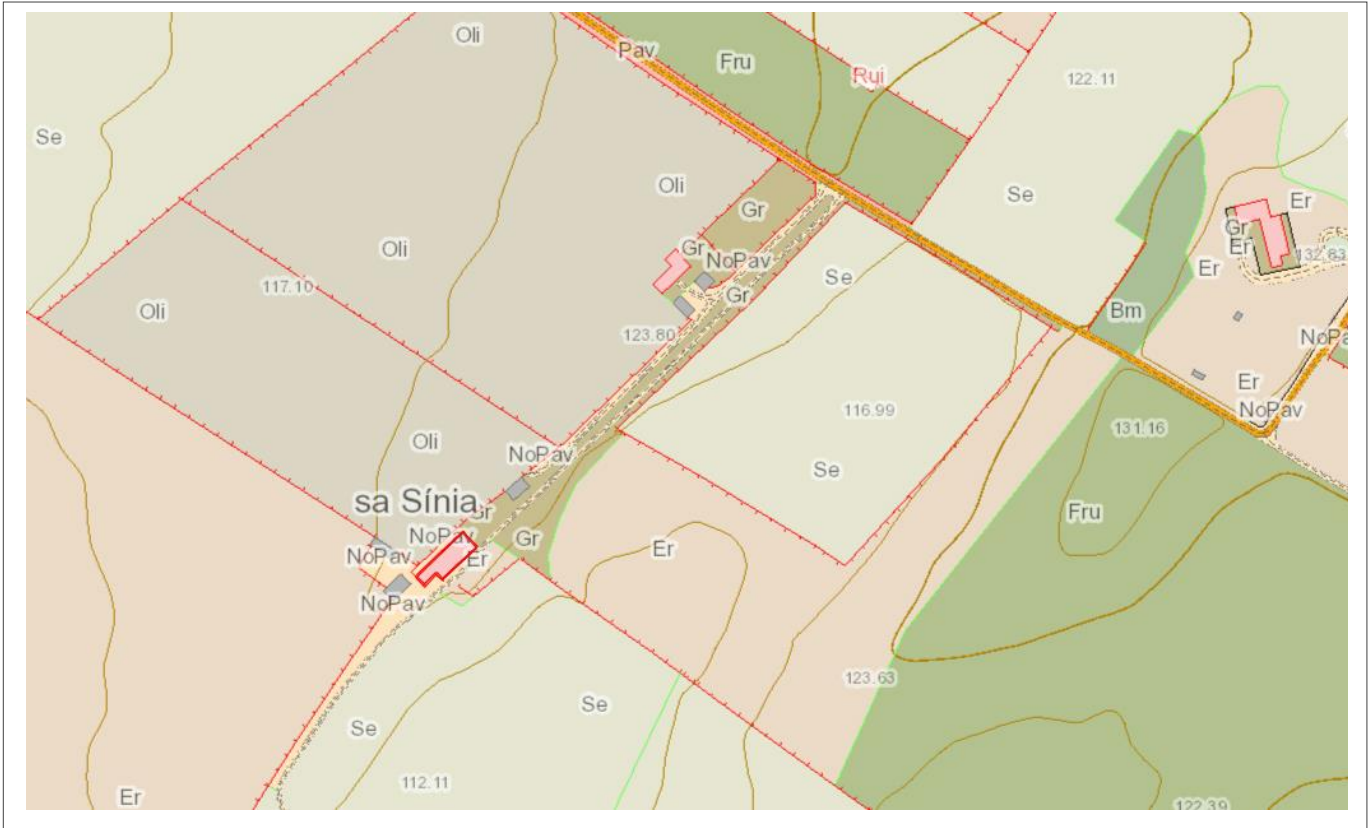 Oli
Pav.
Fru
Rui
122.11
Se
Oli
Se
Er
Gr
Gr
Er
Oli
Gr
NoPav
132.83
117.10
Se
Er
Gr
Oli
Bm
123.80
NoPa
Er
116.99
NoPav
131.16
Oli
NoPav
Se
sa Sínia
Gr
Fru
NoPav
Gr
Er
NoPav
Er
NoPav
123.63
Se
Se
112.11
Er
122.39